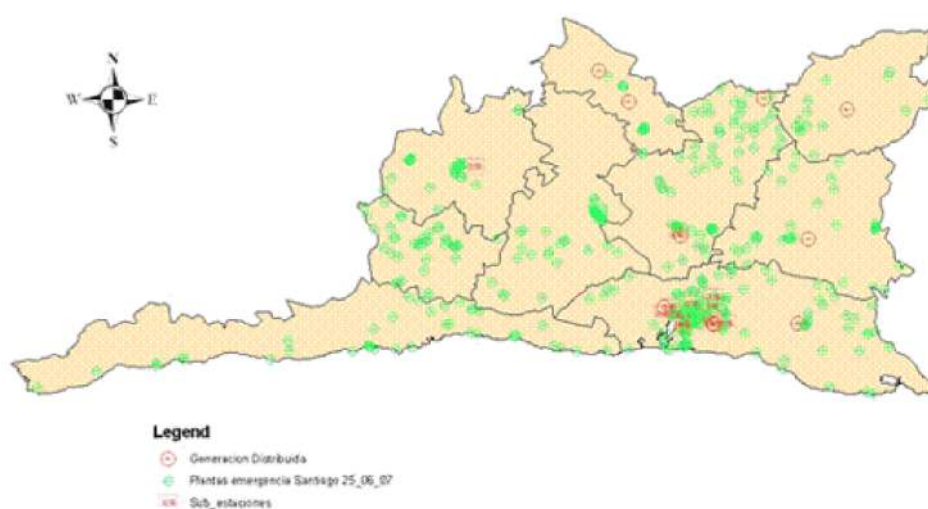 N
W E
S
Legend
Generacion Distribuida
Plantas emergencia Santiago 25_06_07
Sub_estaciones